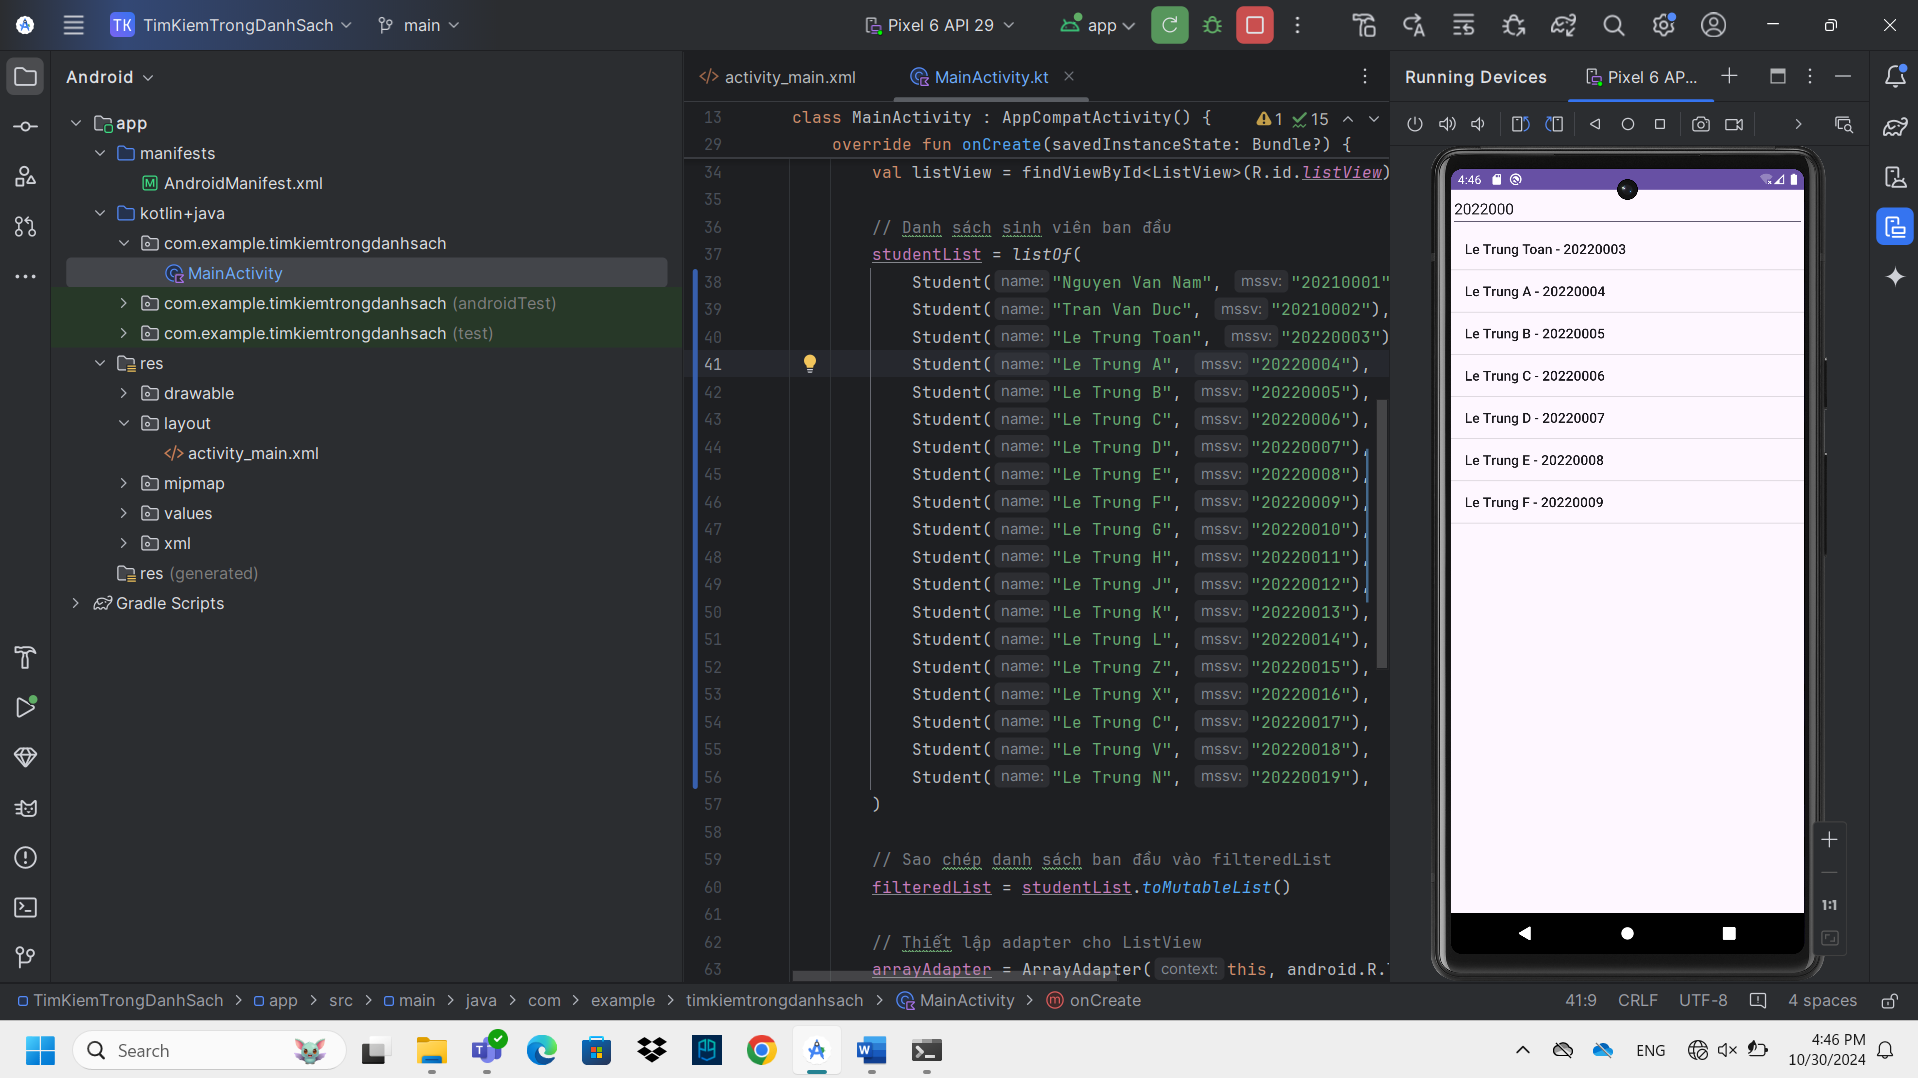 TK TimKiemTrongDanhSach main Pixel 6 API 29 app
Android
app
manifests
AndroidManifest.xml
kotlin+java
com.example.timkiemtrongdanhsach
MainActivity
com.example.timkiemtrongdanhsach (androidTest)
com.example.timkiemtrongdanhsach (test)
res
drawable
layout
activity_main.xml
mipmap
values
xml
res (generated)
Gradle Scripts
activity_main.xml MainActivity.kt
13 class MainActivity : AppCompatActivity() { 1 15
29 override fun onCreate(savedInstanceState: Bundle?) {
34 val listView = findViewById<ListView>(R.id.listView)
35
36 // Danh sách sinh viên ban đầu
37 studentList = listOf(
38 Student( name: "Nguyen Van Nam", mssv: "20210001"
39 Student( name: "Tran Van Duc", mssv: "20210002"),
40 Student( name: "Le Trung Toan", mssv: "20220003")
41 Student( name: "Le Trung A", mssv: "20220004"),
42 Student( name: "Le Trung B", mssv: "20220005"),
43 Student( name: "Le Trung C", mssv: "20220006"),
44 Student( name: "Le Trung D", mssv: "20220007"),
45 Student( name: "Le Trung E", mssv: "20220008"),
46 Student( name: "Le Trung F", mssv: "20220009"),
47 Student( name: "Le Trung G", mssv: "20220010"),
48 Student( name: "Le Trung H", mssv: "20220011"),
49 Student( name: "Le Trung J", mssv: "20220012"),
50 Student( name: "Le Trung K", mssv: "20220013"),
51 Student( name: "Le Trung L", mssv: "20220014"),
52 Student( name: "Le Trung Z", mssv: "20220015"),
53 Student( name: "Le Trung X", mssv: "20220016"),
54 Student( name: "Le Trung C", mssv: "20220017"),
55 Student( name: "Le Trung V", mssv: "20220018"),
56 Student( name: "Le Trung N", mssv: "20220019"),
57 )
58
59 // Sao chép danh sách ban đầu vào filteredList
60 filteredList = studentList.toMutableList()
61
62 // Thiết lập adapter cho ListView
63 arrayAdapter = ArrayAdapter( context: this, android.R.
Running Devices Pixel 6 AP...
4:46
2022000
Le Trung Toan - 20220003
Le Trung A - 20220004
Le Trung B - 20220005
Le Trung C - 20220006
Le Trung D - 20220007
Le Trung E - 20220008
Le Trung F - 20220009
1:1
TimKiemTrongDanhSach > app > src > main > java > com > example > timkiemtrongdanhsach > MainActivity > onCreate 41:9 CRLF UTF-8 4 spaces
Search
ENG
4:46 PM
10/30/2024